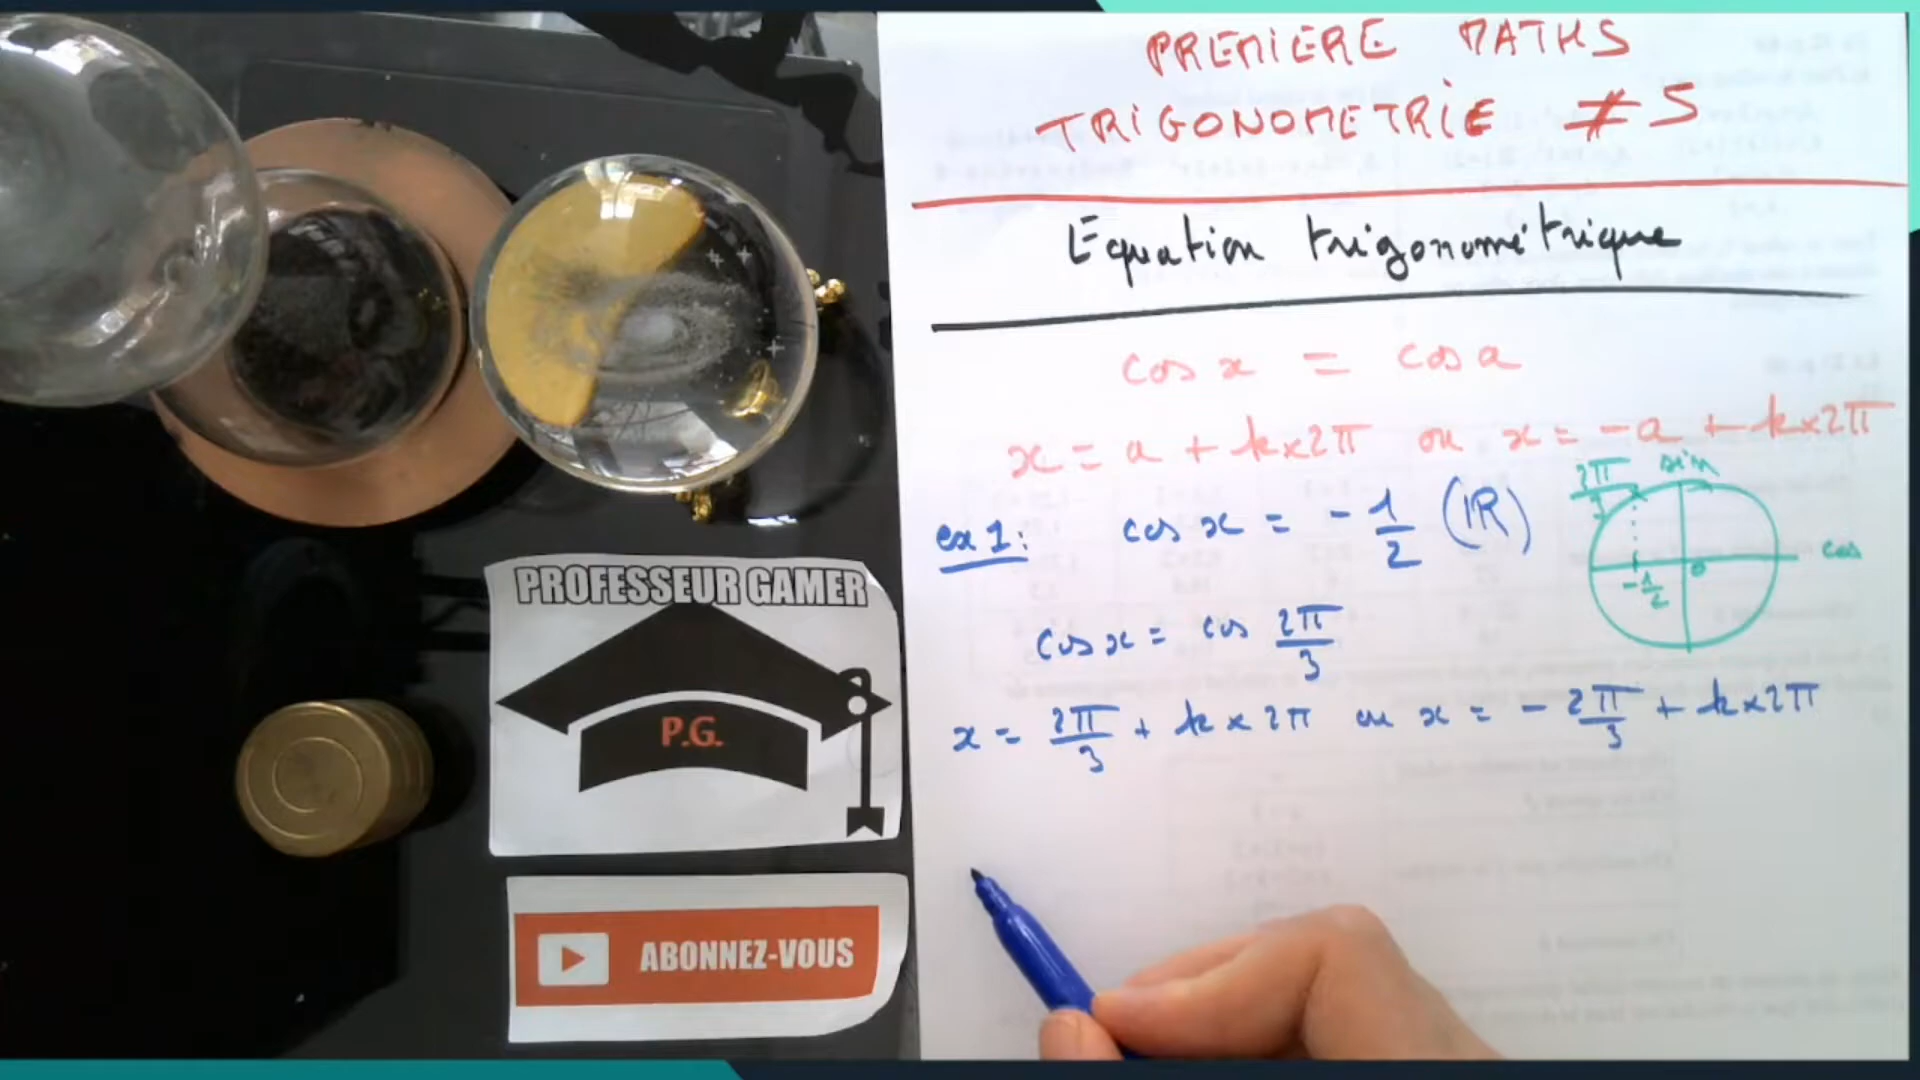 PREMIERE MATHS
TRIGONOMETRIE #5
Equation trigonométrique
cos x = cos a
x = a + k×2π ou x = -a + k×2π
ex 1: cos x = -1/2 (ℝ)
2π/3
sin
cos
0
-1/2
cos x = cos 2π/3
x = 2π/3 + k×2π ou x = -2π/3 + k×2π
PROFESSEUR GAMER
P.G.
ABONNEZ-VOUS